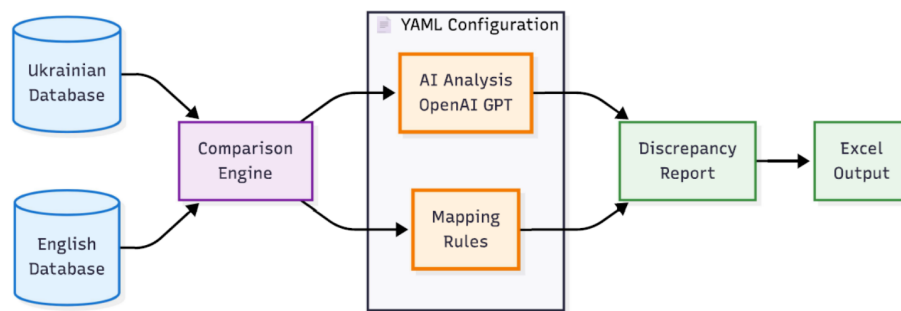 YAML Configuration
Ukrainian
Database
English
Database
Comparison
Engine
AI Analysis
OpenAI GPT
Mapping
Rules
Discrepancy
Report
Excel
Output